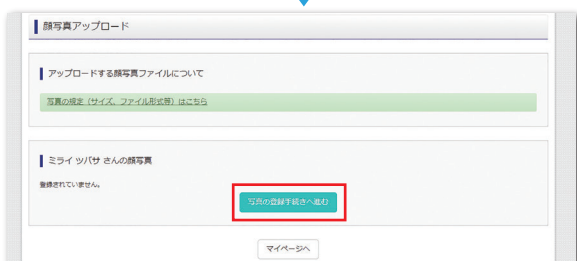 顔写真アップロード
アップロードする顔写真ファイルについて
写真の規定（サイズ、ファイル形式等）はこちら
ミライ ツバサ さんの顔写真
登録されていません。
写真の登録手続きへ進む
マイページへ